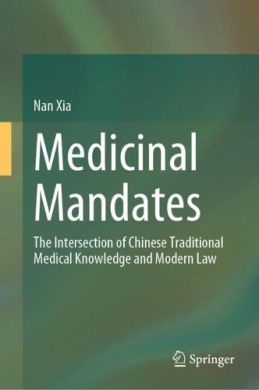 Nan Xia
Medicinal
Mandates
The Intersection of Chinese Traditional
Medical Knowledge and Modern Law
Springer